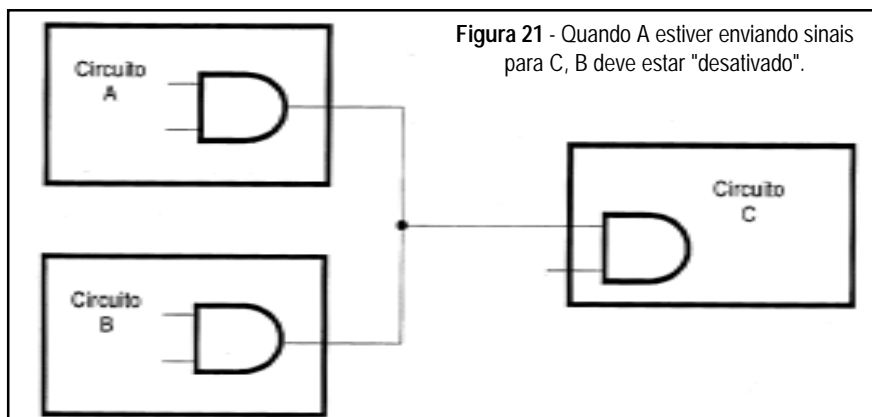 Figura 21 - Quando A estiver enviando sinais
para C, B deve estar "desativado".
Circuito
A
Circuito
B
Circuito
C